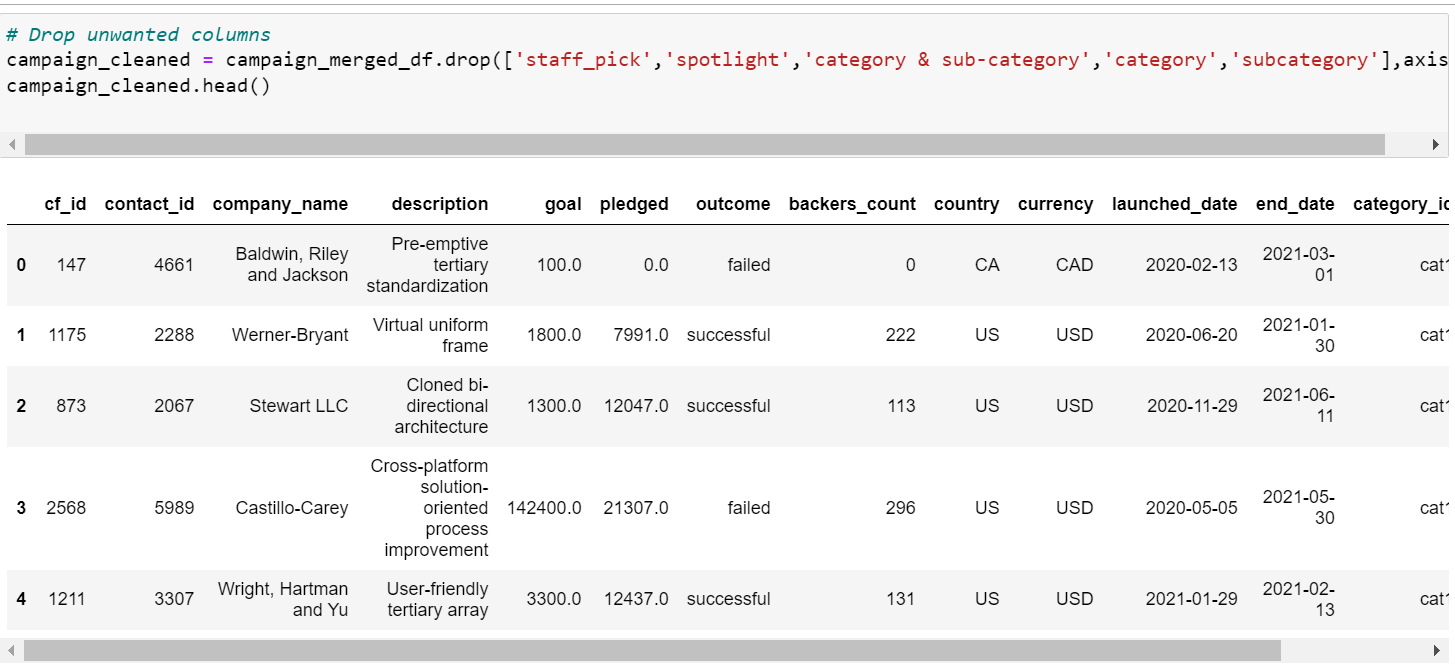 # Drop unwanted columns
campaign_cleaned = campaign_merged_df.drop(['staff_pick','spotlight','category & sub-category','category','subcategory'],axis
campaign_cleaned.head()
cf_id contact_id company_name description goal pledged outcome backers_count country currency launched_date end_date category_id
0 147 4661 Baldwin, Riley and Jackson Pre-emptive tertiary standardization 100.0 0.0 failed 0 CA CAD 2020-02-13 2021-03-01 cat
1 1175 2288 Werner-Bryant Virtual uniform frame 1800.0 7991.0 successful 222 US USD 2020-06-20 2021-01-30 cat
2 873 2067 Stewart LLC Cloned bi-directional architecture 1300.0 12047.0 successful 113 US USD 2020-11-29 2021-06-11 cat
3 2568 5989 Castillo-Carey Cross-platform solution-oriented process improvement 142400.0 21307.0 failed 296 US USD 2020-05-05 2021-05-30 cat
4 1211 3307 Wright, Hartman and Yu User-friendly tertiary array 3300.0 12437.0 successful 131 US USD 2021-01-29 2021-02-13 cat